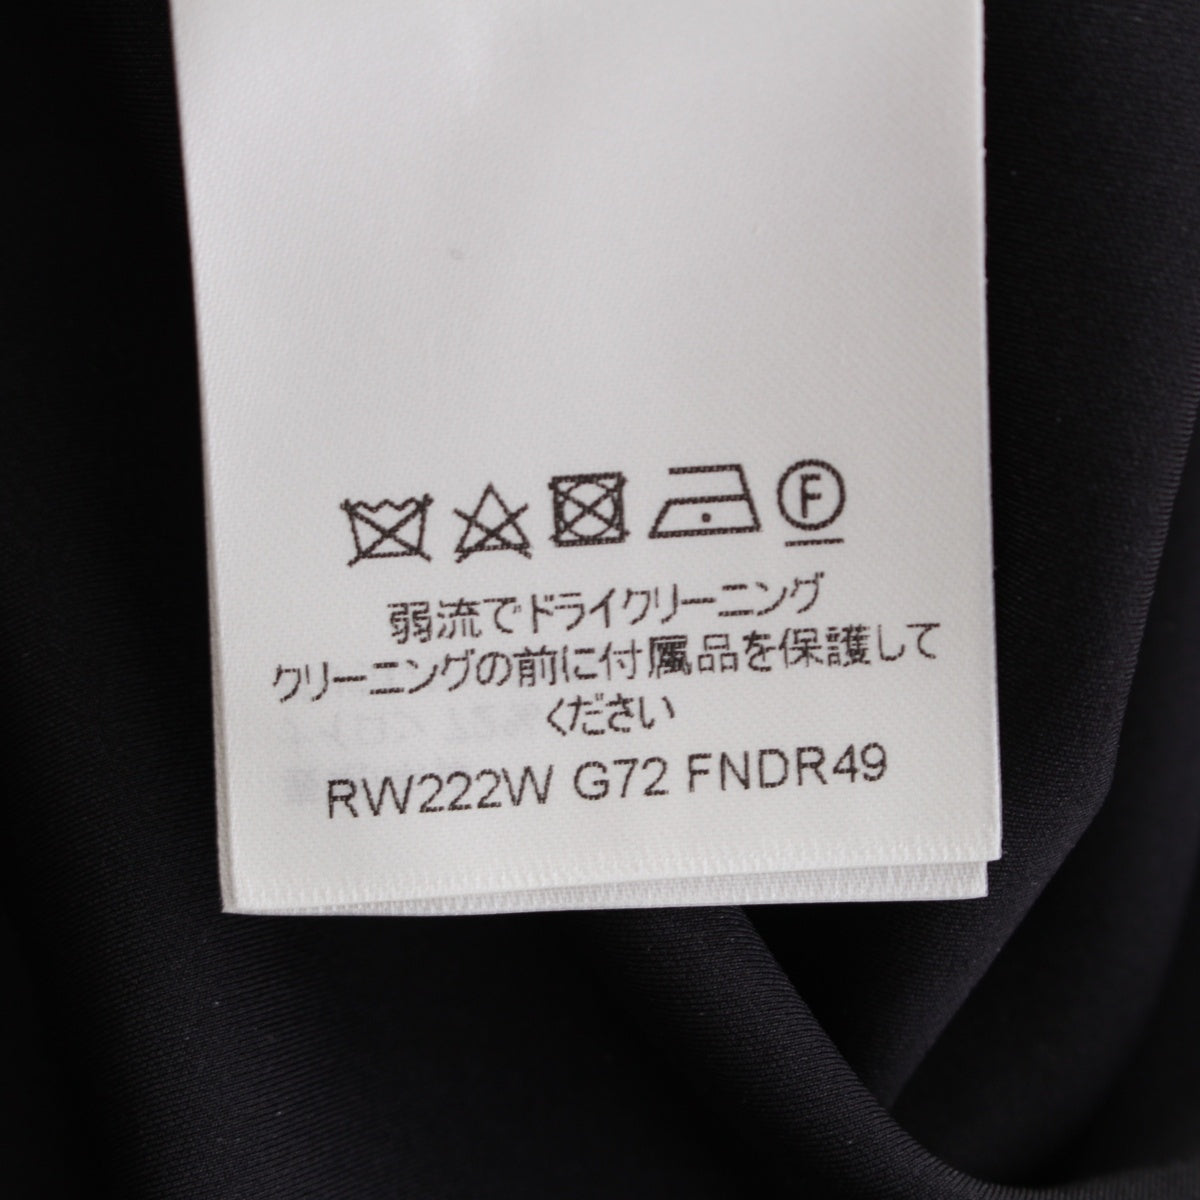 F
弱流でドライクリーニング
クリーニングの前に付属品を保護して
ください
RW222W G72 FNDR49